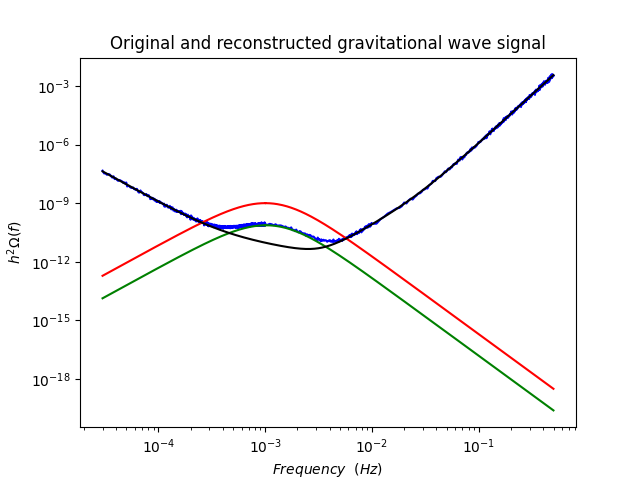 Original and reconstructed gravitational wave signal
10⁻³
10⁻⁶
10⁻⁹
10⁻¹²
10⁻¹⁵
10⁻¹⁸
h²Ω(f)
10⁻⁴ 10⁻³ 10⁻² 10⁻¹
Frequency (Hz)